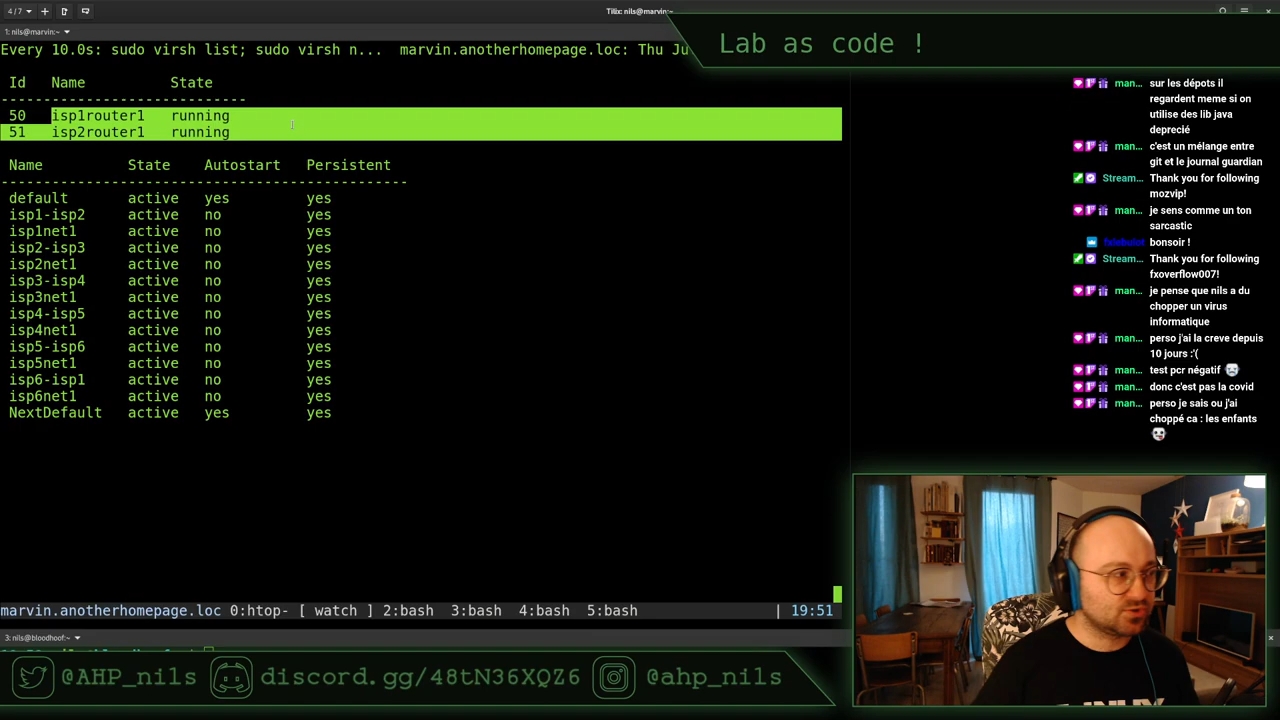 4 / 7
Tilix: nils@marvin:~
1: nils@marvin:~
Every 10.0s: sudo virsh list; sudo virsh n...  marvin.anotherhomepage.loc: Thu Ju
Lab as code !
Id   Name         State
-----------------------------
50   isp1router1   running
51   isp2router1   running
Name          State    Autostart   Persistent
------------------------------------------------
default       active   yes         yes
isp1-isp2     active   no          yes
isp1net1      active   no          yes
isp2-isp3     active   no          yes
isp2net1      active   no          yes
isp3-isp4     active   no          yes
isp3net1      active   no          yes
isp4-isp5     active   no          yes
isp4net1      active   no          yes
isp5-isp6     active   no          yes
isp5net1      active   no          yes
isp6-isp1     active   no          yes
isp6net1      active   no          yes
NextDefault   active   yes         yes
marvin.anotherhomepage.loc 0:htop- [ watch ] 2:bash  3:bash  4:bash  5:bash | 19:51
3: nils@bloodhoof:~
man... sur les dépots il
regardent meme si on
utilise des lib java
deprecié
man... c'est un mélange entre
git et le journal guardian
Stream... Thank you for following
mozvip!
man... je sens comme un ton
sarcastic
bonsoir !
Stream... Thank you for following
fxoverflow007!
man... je pense que nils a du
chopper un virus
informatique
man... perso j'ai la creve depuis
10 jours :'(
man... test pcr négatif
man... donc c'est pas la covid
man... perso je sais ou j'ai
choppé ca : les enfants
@AHP_nils
discord.gg/48tN36XQZ6
@ahp_nils